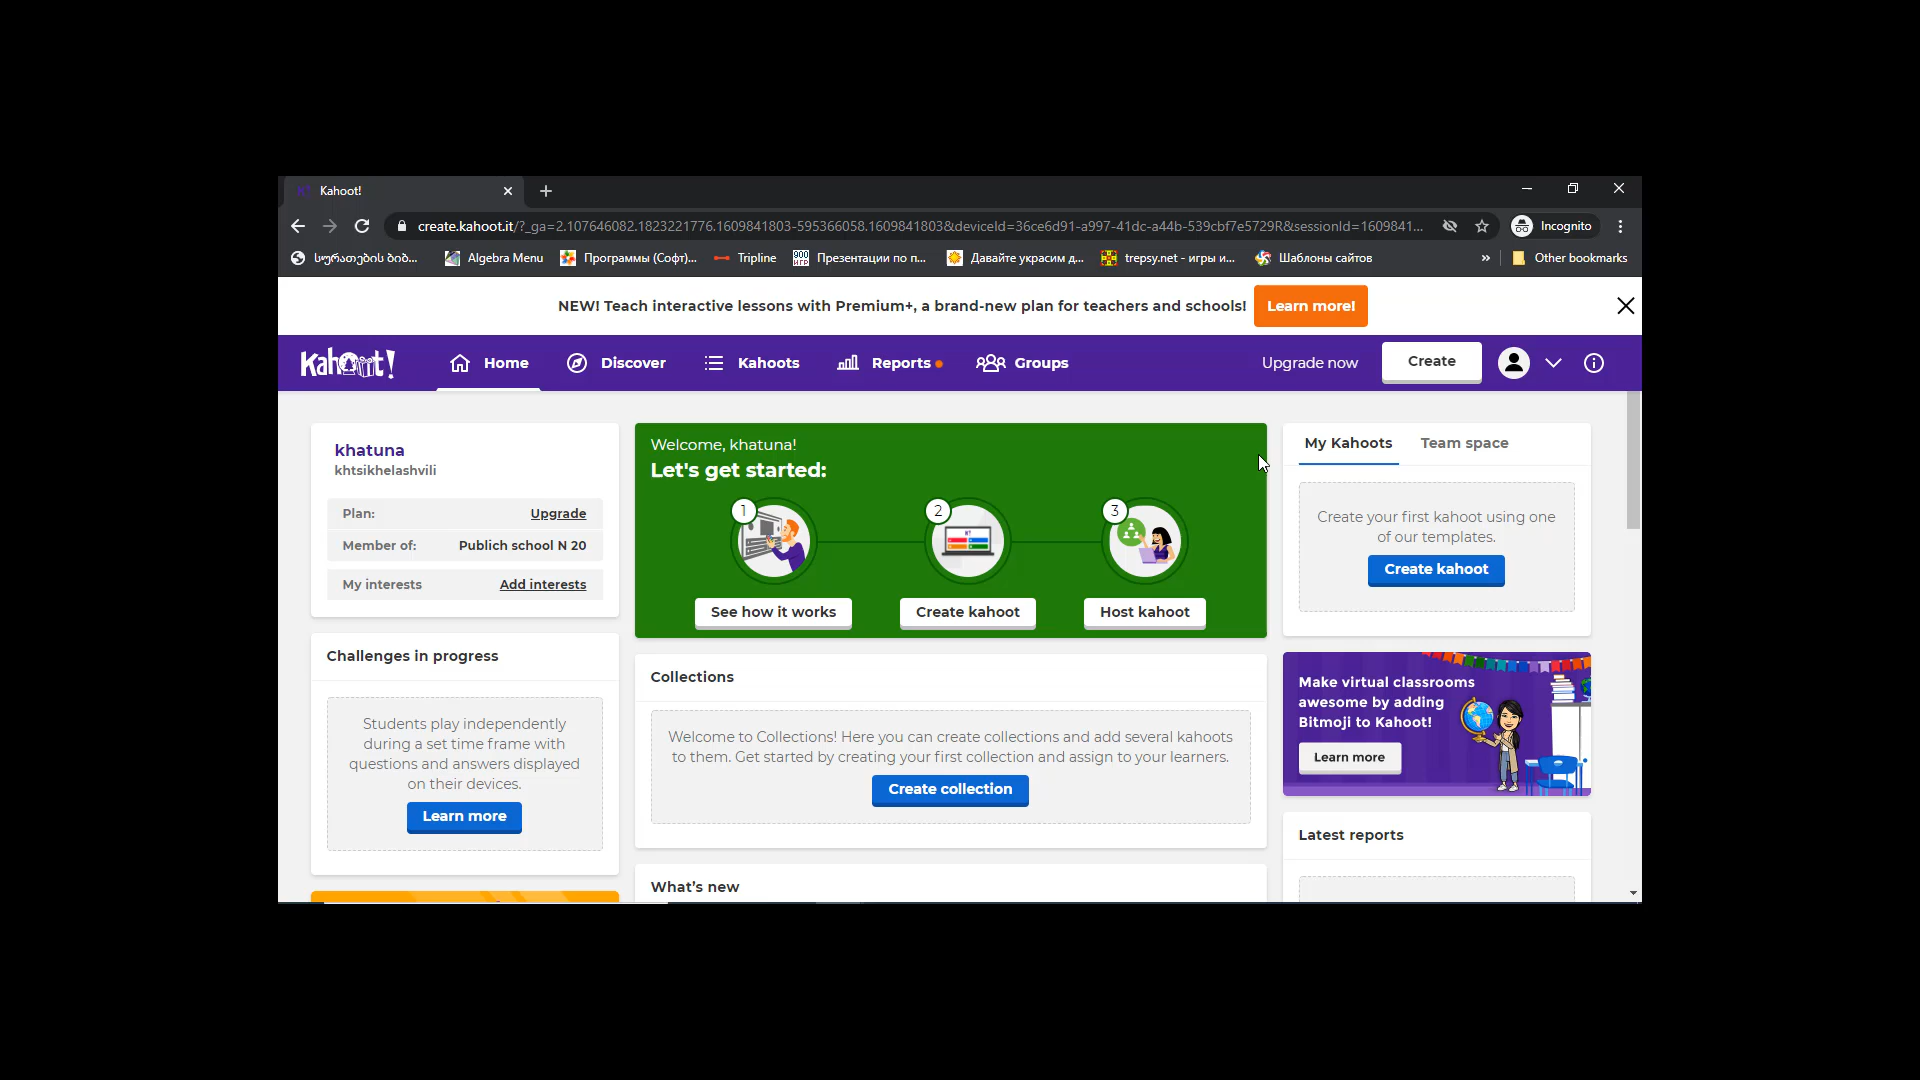 Kahoot!
create.kahoot.it/?_ga=2.107646082.1823221776.1609841803-595366058.1609841803&deviceId=36ce6d91-a997-41dc-a44b-539cbf7e5729R&sessionId=1609841...
Incognito
სურათების ბიბ...
Algebra Menu
Программы (Софт)...
Tripline
Презентации по п...
Давайте украсим д...
trepsy.net - игры и...
Шаблоны сайтов
»
Other bookmarks
NEW! Teach interactive lessons with Premium+, a brand-new plan for teachers and schools!
Learn more!
Kahoot!
Home
Discover
Kahoots
Reports
Groups
Upgrade now
Create
khatuna
khtsikhelashvili
Plan: Upgrade
Member of: Publich school N 20
My interests Add interests
Challenges in progress
Students play independently
during a set time frame with
questions and answers displayed
on their devices.
Learn more
Welcome, khatuna!
Let's get started:
1
2
3
See how it works
Create kahoot
Host kahoot
Collections
Welcome to Collections! Here you can create collections and add several kahoots
to them. Get started by creating your first collection and assign to your learners.
Create collection
What's new
My Kahoots
Team space
Create your first kahoot using one
of our templates.
Create kahoot
Make virtual classrooms
awesome by adding
Bitmoji to Kahoot!
Learn more
Latest reports